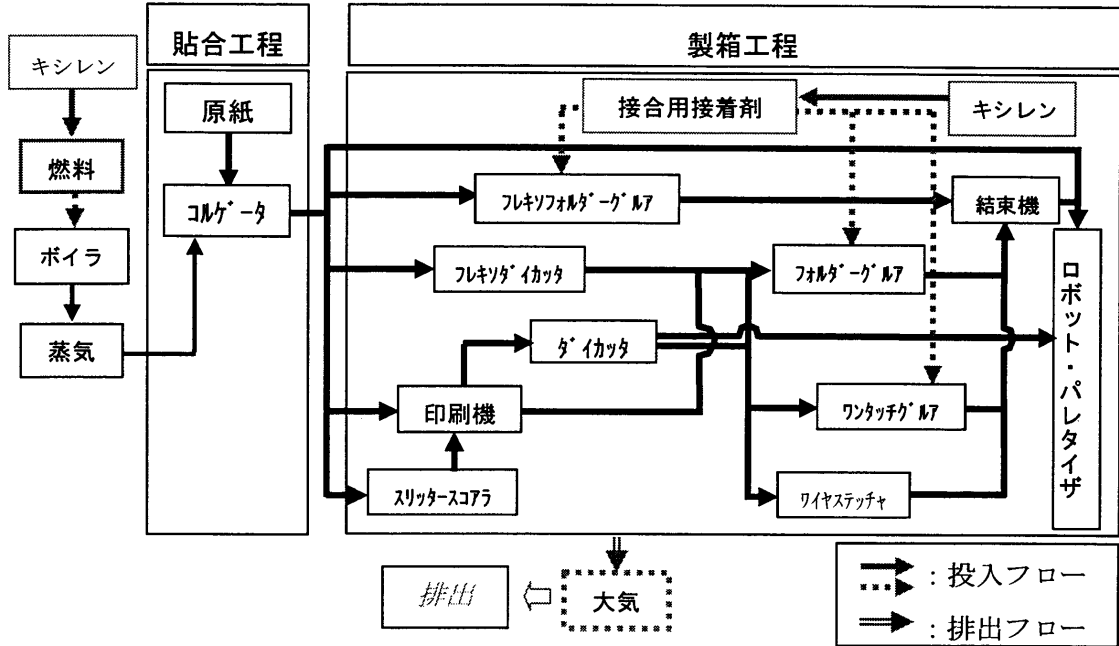 貼合工程
製箱工程
キシレン
燃料
ボイラ
蒸気
原紙
コルゲータ
接合用接着剤
キシレン
フレキソフォルダーグルア
結束機
フレキソダイカッタ
フォルダーグルア
ダイカッタ
印刷機
ワンタッチグルア
スリッタースコアラ
ワイヤステッチャ
ロボット・パレタイザ
排出
大気
：投入フロー
：排出フロー